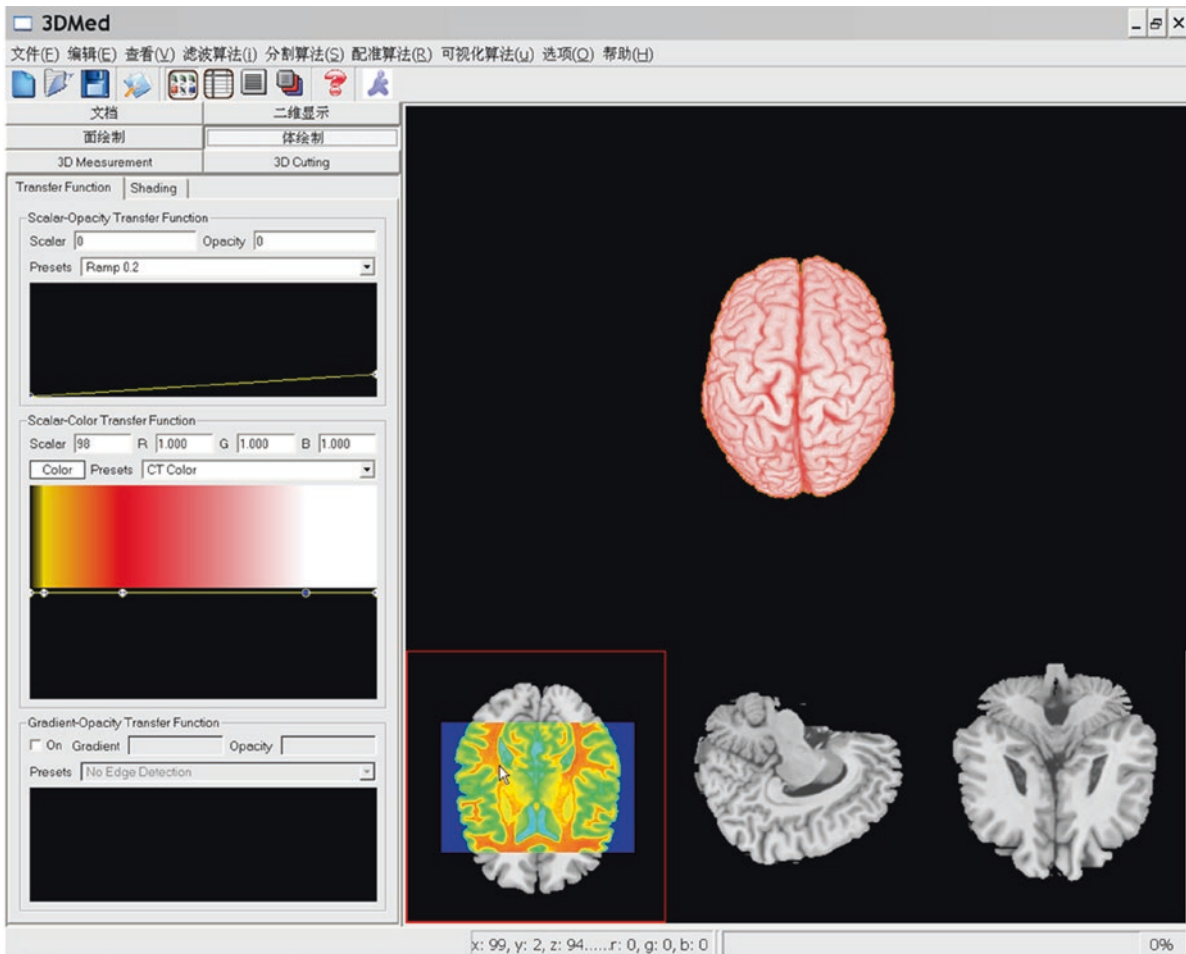 3DMed
文件(F) 编辑(E) 查看(V) 滤波算法(i) 分割算法(S) 配准算法(R) 可视化算法(u) 选项(O) 帮助(H)
文档 二维显示
面绘制 体绘制
3D Measurement 3D Cutting
Transfer Function Shading
Scalar-Opacity Transfer Function
Scalar 0 Opacity 0
Presets Ramp 0.2
Scalar-Color Transfer Function
Scalar 98 R 1.000 G 1.000 B 1.000
Color Presets CT Color
Gradient-Opacity Transfer Function
On Gradient Opacity
Presets No Edge Detection
x: 99, y: 2, z: 94.....r: 0, g: 0, b: 0 0%